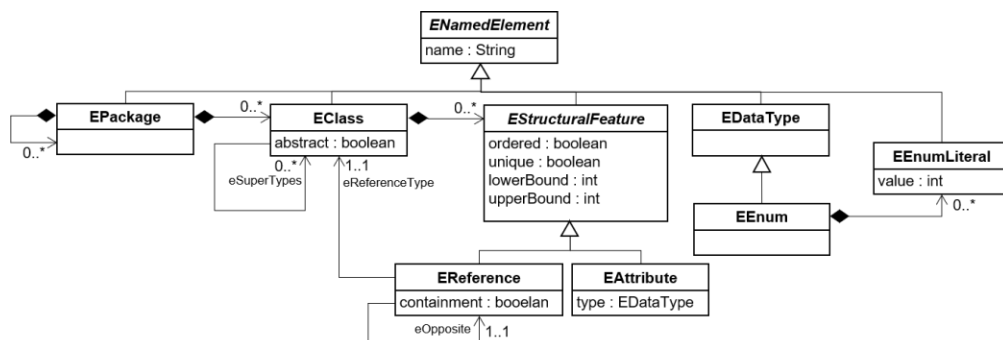 ENamedElement
name : String
EPackage
0..*
0..*
EClass
abstract : boolean
0..*
eSuperTypes
1..1
eReferenceType
0..*
EStructuralFeature
ordered : boolean
unique : boolean
lowerBound : int
upperBound : int
EDataType
EEnum
EEnumLiteral
value : int
0..*
EReference
containment : booelan
eOpposite
1..1
EAttribute
type : EDataType